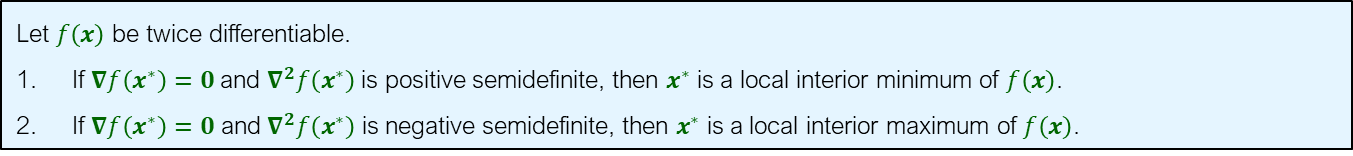 Let f(x) be twice differentiable.
1. If ∇f(x*) = 0 and ∇²f(x*) is positive semidefinite, then x* is a local interior minimum of f(x).
2. If ∇f(x*) = 0 and ∇²f(x*) is negative semidefinite, then x* is a local interior maximum of f(x).